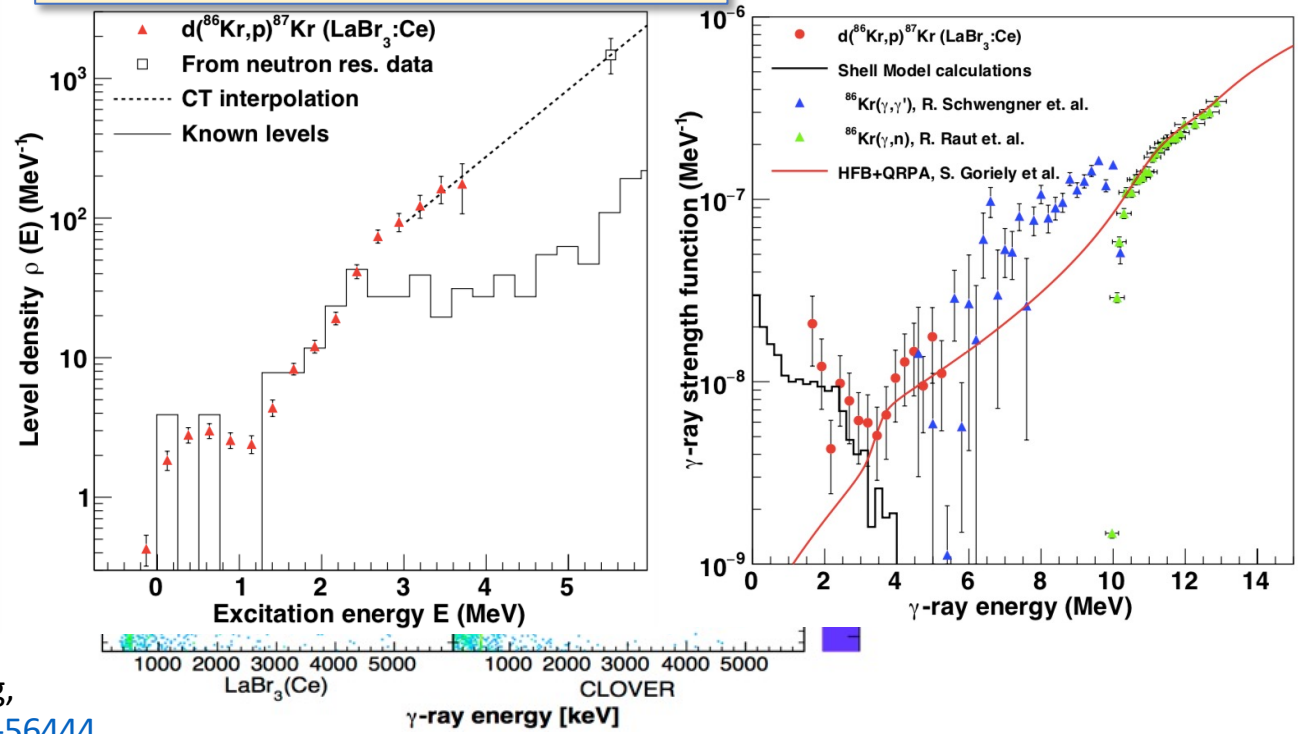 d(⁸⁶Kr,p)⁸⁷Kr (LaBr₃:Ce)
From neutron res. data
CT interpolation
Known levels
Level density ρ (E) (MeV⁻¹)
10³
10²
10
1
0 1 2 3 4 5
Excitation energy E (MeV)
d(⁸⁶Kr,p)⁸⁷Kr (LaBr₃:Ce)
Shell Model calculations
⁸⁶Kr(γ,γ'), R. Schwengner et. al.
⁸⁶Kr(γ,n), R. Raut et. al.
HFB+QRPA, S. Goriely et al.
γ-ray strength function (MeV⁻¹)
10⁻⁶
10⁻⁷
10⁻⁸
10⁻⁹
0 2 4 6 8 10 12 14
γ-ray energy (MeV)
1000 2000 3000 4000 5000 1000 2000 3000 4000 5000
LaBr₃(Ce) CLOVER
γ-ray energy [keV]
g,
-56444